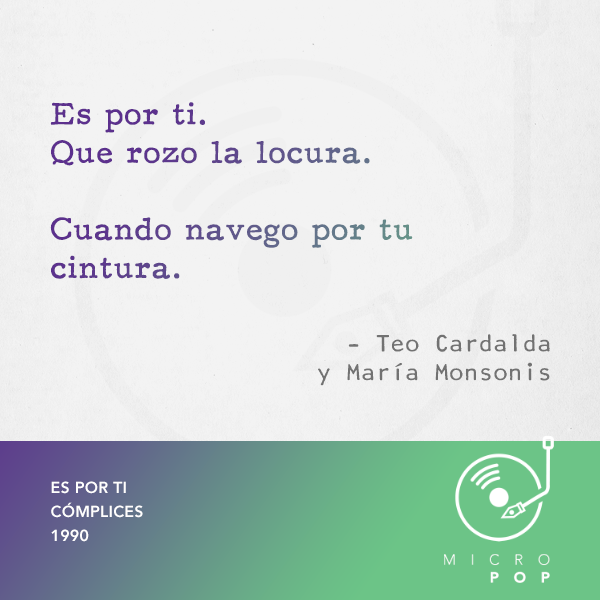 Es por ti.
Que rozo la locura.
Cuando navego por tu
cintura.
– Teo Cardalda
y María Monsonis
ES POR TI
CÓMPLICES
1990
MICRO
POP